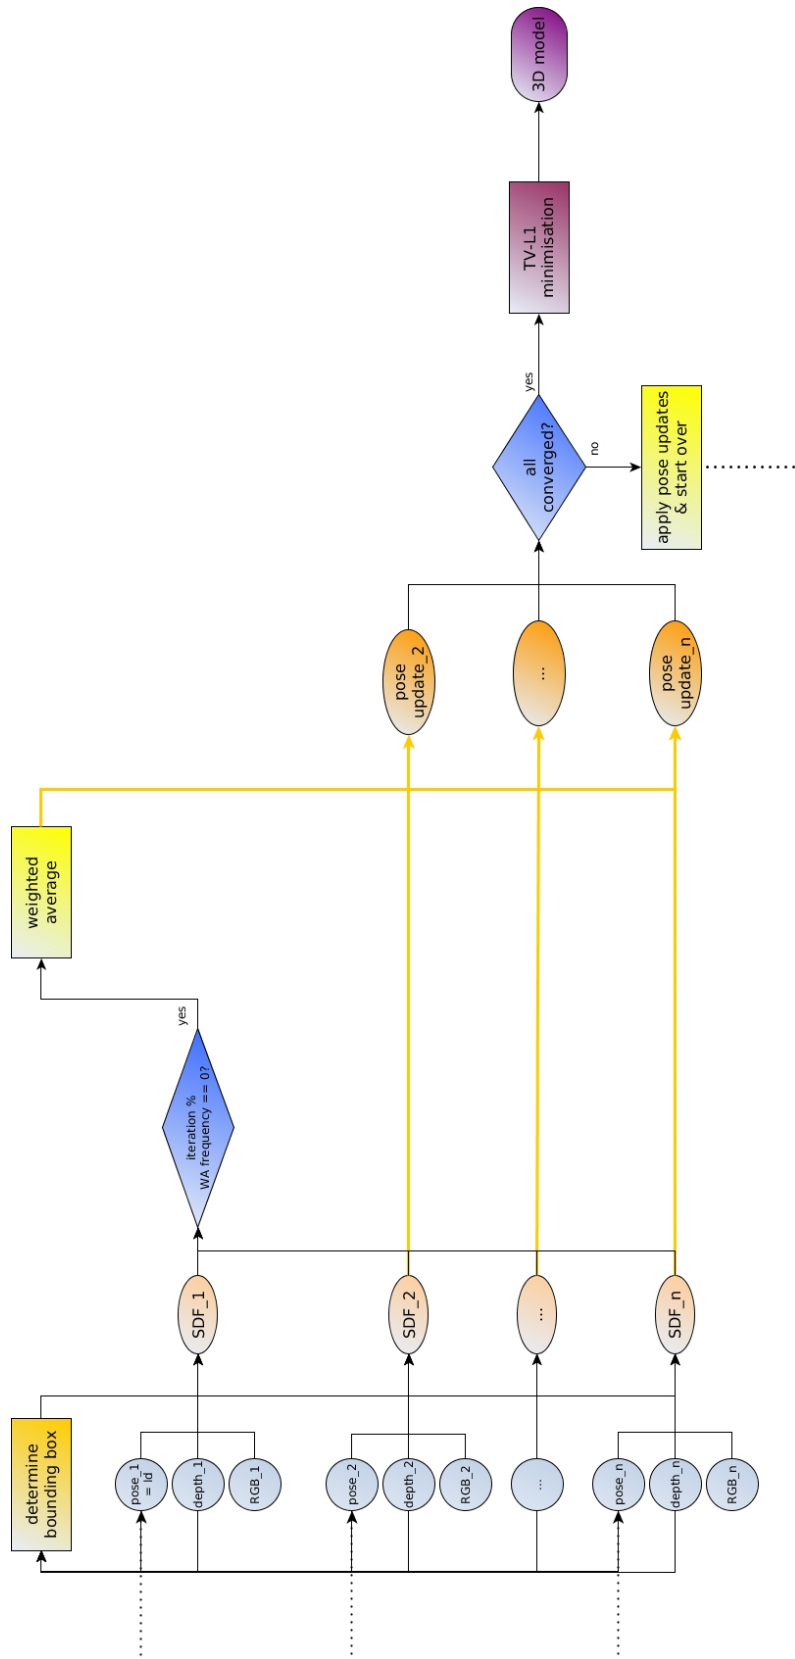 determine
bounding box
pose_1
= Id
depth_1
RGB_1
pose_2
depth_2
RGB_2
...
pose_n
depth_n
RGB_n
SDF_1
SDF_2
...
SDF_n
iteration %
WA frequency == 0?
yes
weighted
average
pose
update_2
...
pose
update_n
all
converged?
no
apply pose updates
& start over
yes
TV-L1
minimisation
3D model